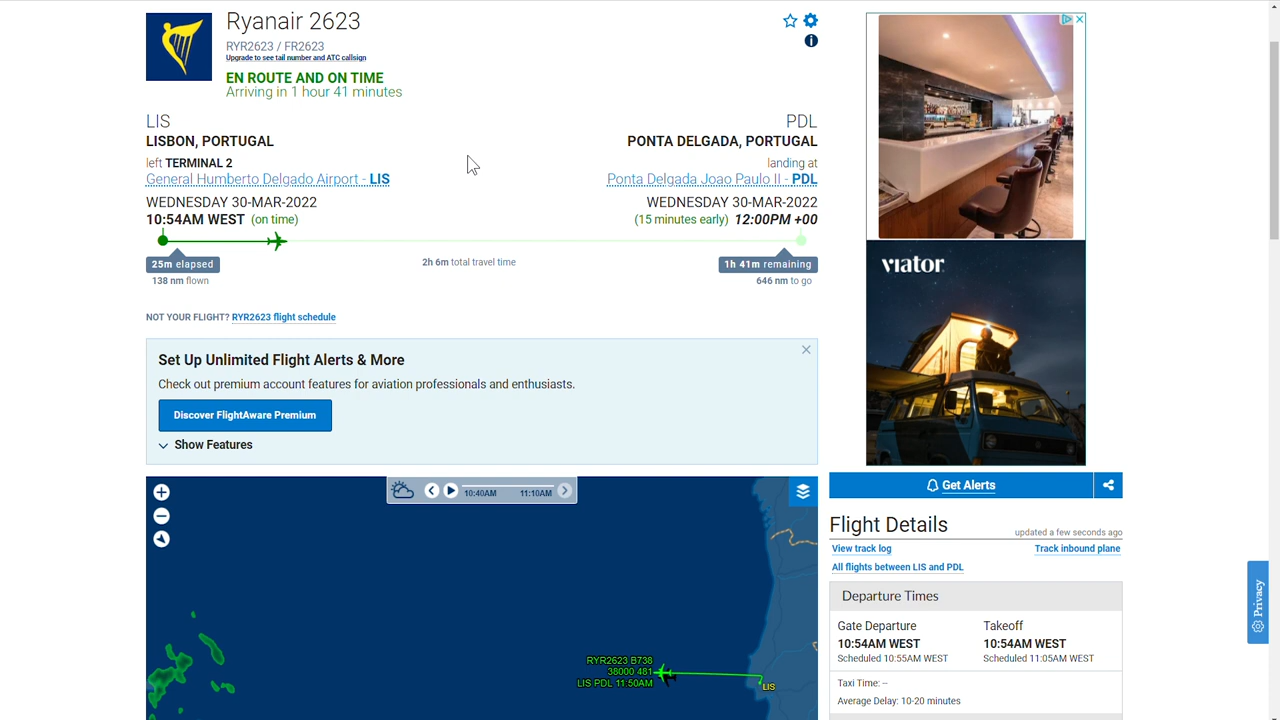 Ryanair 2623
RYR2623 / FR2623
Upgrade to see tail number and ATC callsign
EN ROUTE AND ON TIME
Arriving in 1 hour 41 minutes
LIS
LISBON, PORTUGAL
left TERMINAL 2
General Humberto Delgado Airport - LIS
WEDNESDAY 30-MAR-2022
10:54AM WEST (on time)
PDL
PONTA DELGADA, PORTUGAL
landing at
Ponta Delgada Joao Paulo II - PDL
WEDNESDAY 30-MAR-2022
(15 minutes early) 12:00PM +00
25m elapsed
138 nm flown
2h 6m total travel time
1h 41m remaining
646 nm to go
NOT YOUR FLIGHT? RYR2623 flight schedule
Set Up Unlimited Flight Alerts & More
Check out premium account features for aviation professionals and enthusiasts.
Discover FlightAware Premium
Show Features
10:40AM 11:10AM
RYR2623 B738
38000 481
LIS PDL 11:50AM
LIS
viator
Get Alerts
Flight Details
updated a few seconds ago
View track log
Track inbound plane
All flights between LIS and PDL
Departure Times
Gate Departure
10:54AM WEST
Scheduled 10:55AM WEST
Takeoff
10:54AM WEST
Scheduled 11:05AM WEST
Taxi Time: --
Average Delay: 10-20 minutes
Privacy